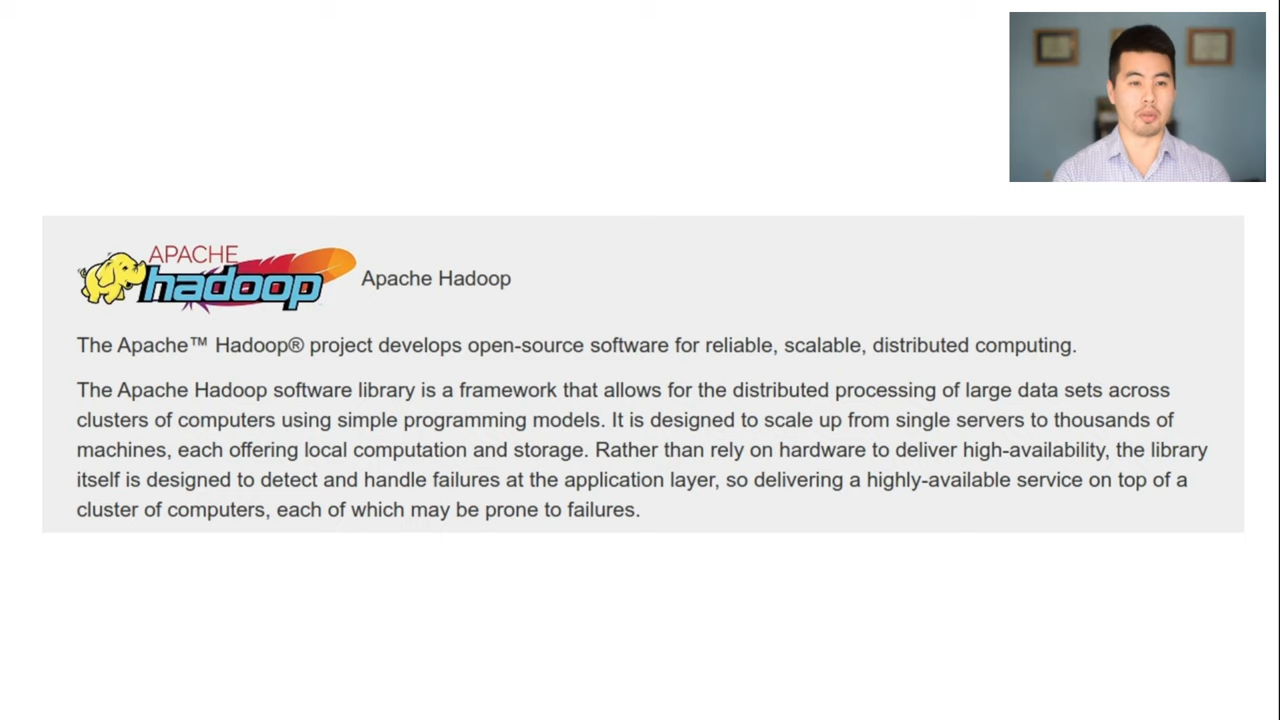 APACHE
hadoop
Apache Hadoop
The Apache™ Hadoop® project develops open-source software for reliable, scalable, distributed computing.
The Apache Hadoop software library is a framework that allows for the distributed processing of large data sets across
clusters of computers using simple programming models. It is designed to scale up from single servers to thousands of
machines, each offering local computation and storage. Rather than rely on hardware to deliver high-availability, the library
itself is designed to detect and handle failures at the application layer, so delivering a highly-available service on top of a
cluster of computers, each of which may be prone to failures.